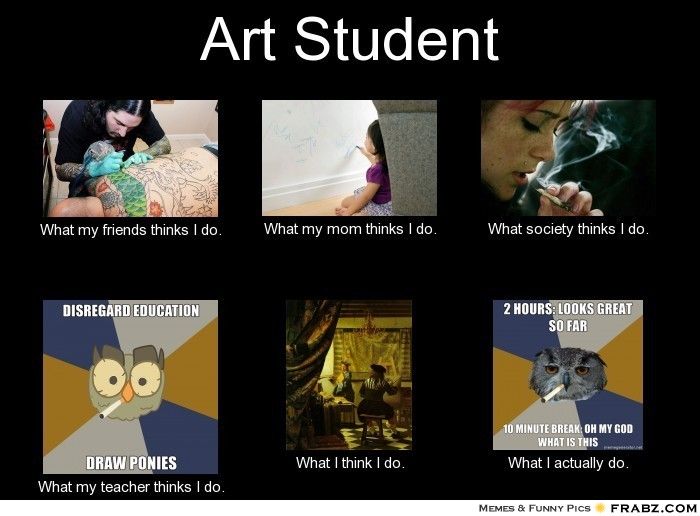 Art Student
What my friends thinks I do.
What my mom thinks I do.
What society thinks I do.
DISREGARD EDUCATION
DRAW PONIES
What my teacher thinks I do.
What I think I do.
2 HOURS: LOOKS GREAT
SO FAR
10 MINUTE BREAK: OH MY GOD
WHAT IS THIS
memegenerator.net
What I actually do.
MEMES & FUNNY PICS FRABZ.COM